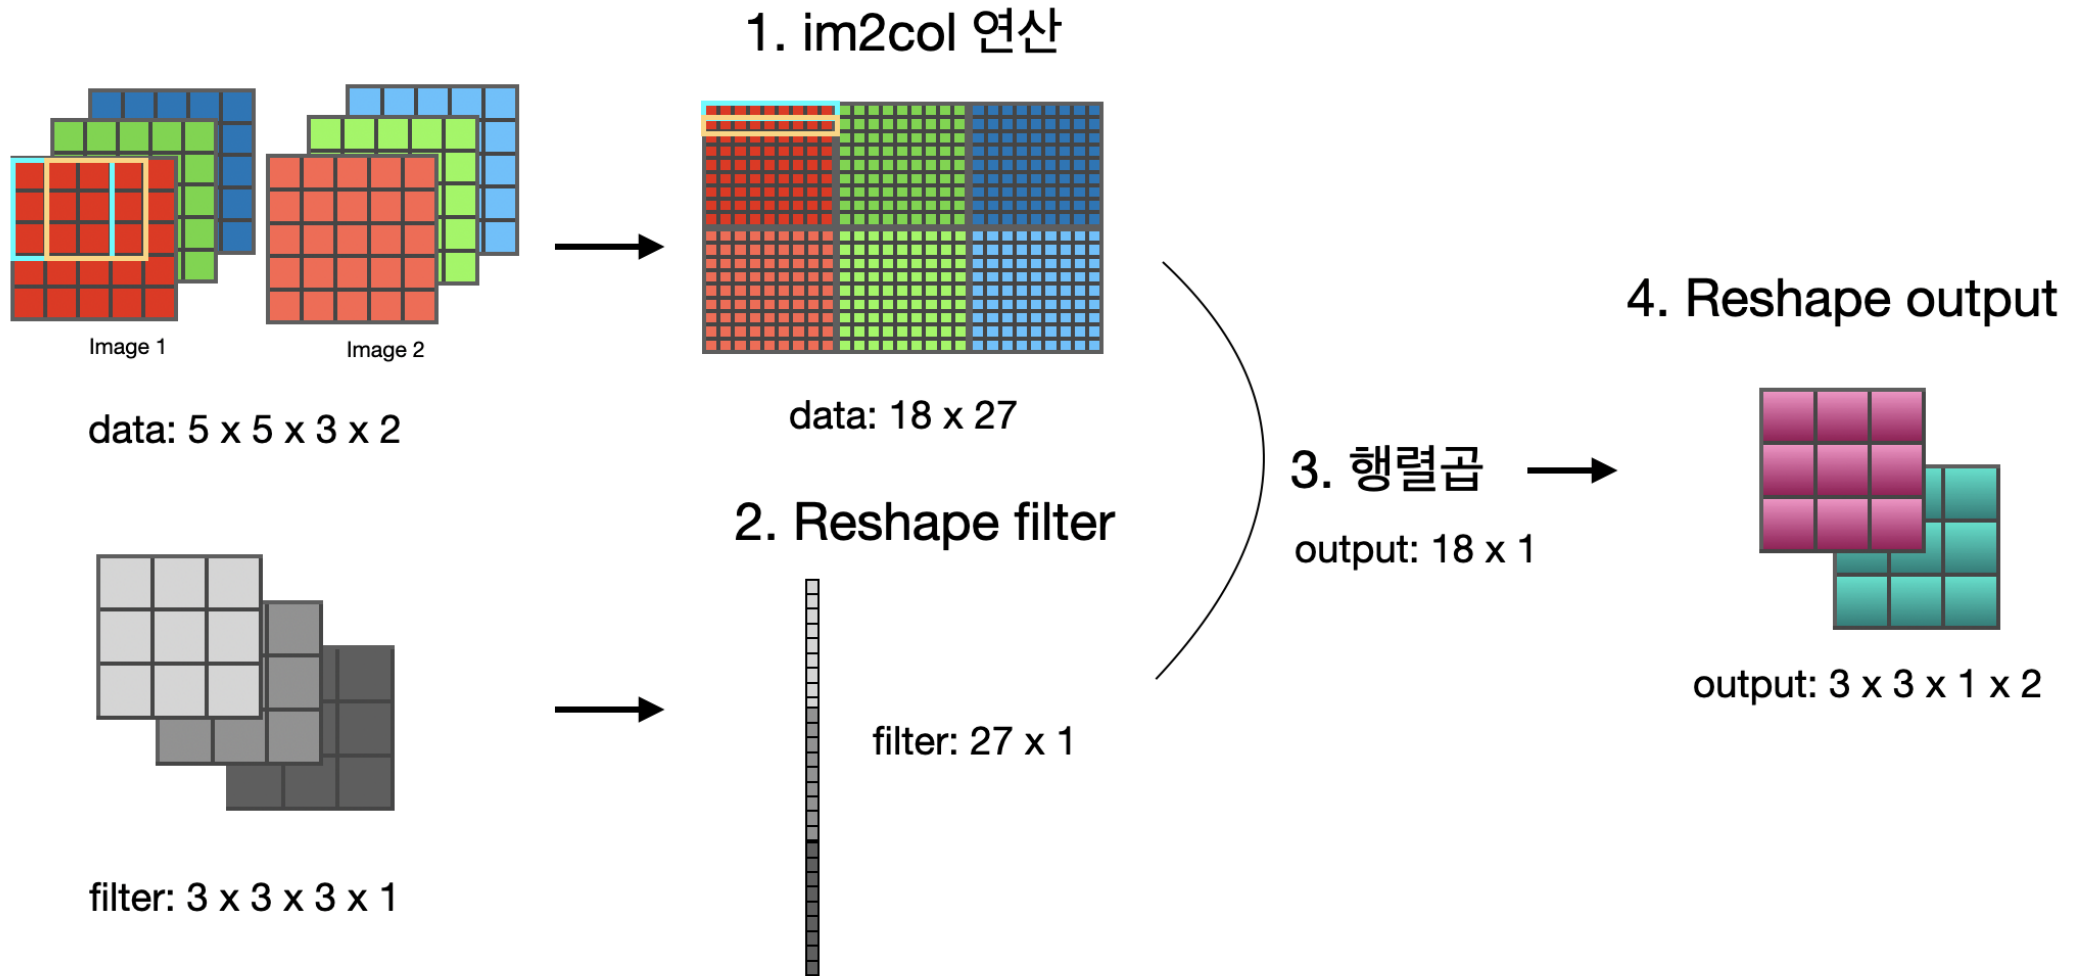 1. im2col 연산
Image 1
Image 2
data: 5 x 5 x 3 x 2
data: 18 x 27
2. Reshape filter
filter: 3 x 3 x 3 x 1
filter: 27 x 1
3. 행렬곱
output: 18 x 1
4. Reshape output
output: 3 x 3 x 1 x 2